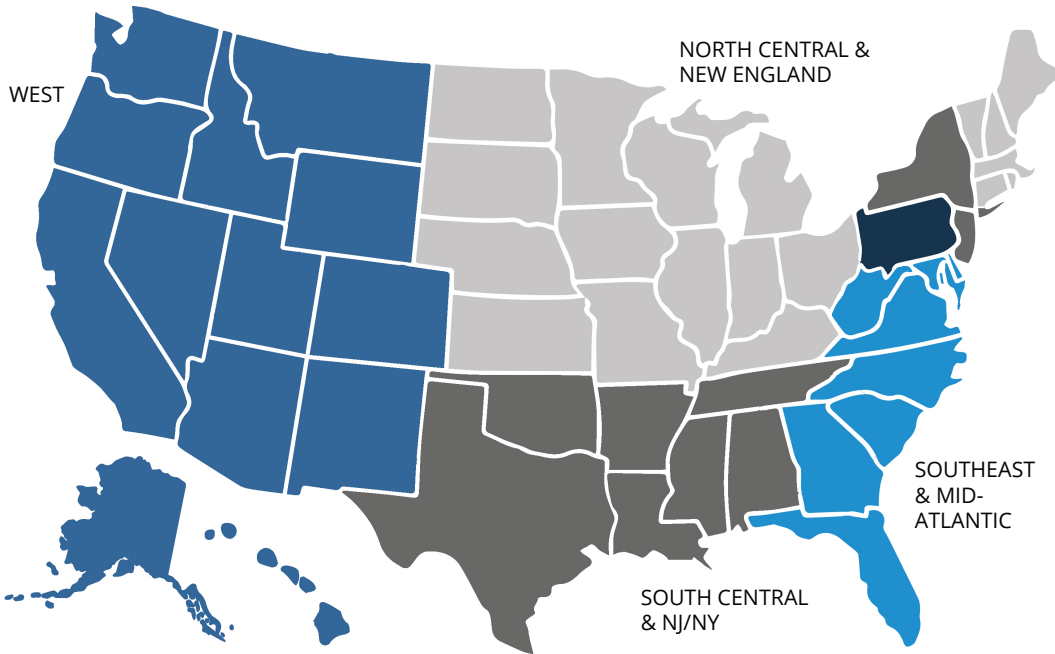 NORTH CENTRAL &
NEW ENGLAND
WEST
SOUTHEAST
& MID-
ATLANTIC
SOUTH CENTRAL
& NJ/NY